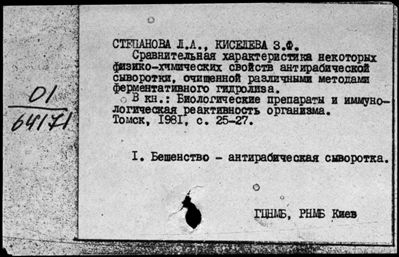 СТЕПАНОВА Л.А., КИСЕЛЕВА З.Ф.
Сравнительная характеристика некоторых
физико-химических свойств антирабической
сыворотки, очищенной различными методами
ферментативного гидролиза.
В кн.: Биологические препараты и иммуно-
логическая реактивность организма.
Томск, 1981, с. 25-27.
01
64171
I. Бешенство - антирабическая сыворотка.
ГЦНМБ, РНМБ Киев